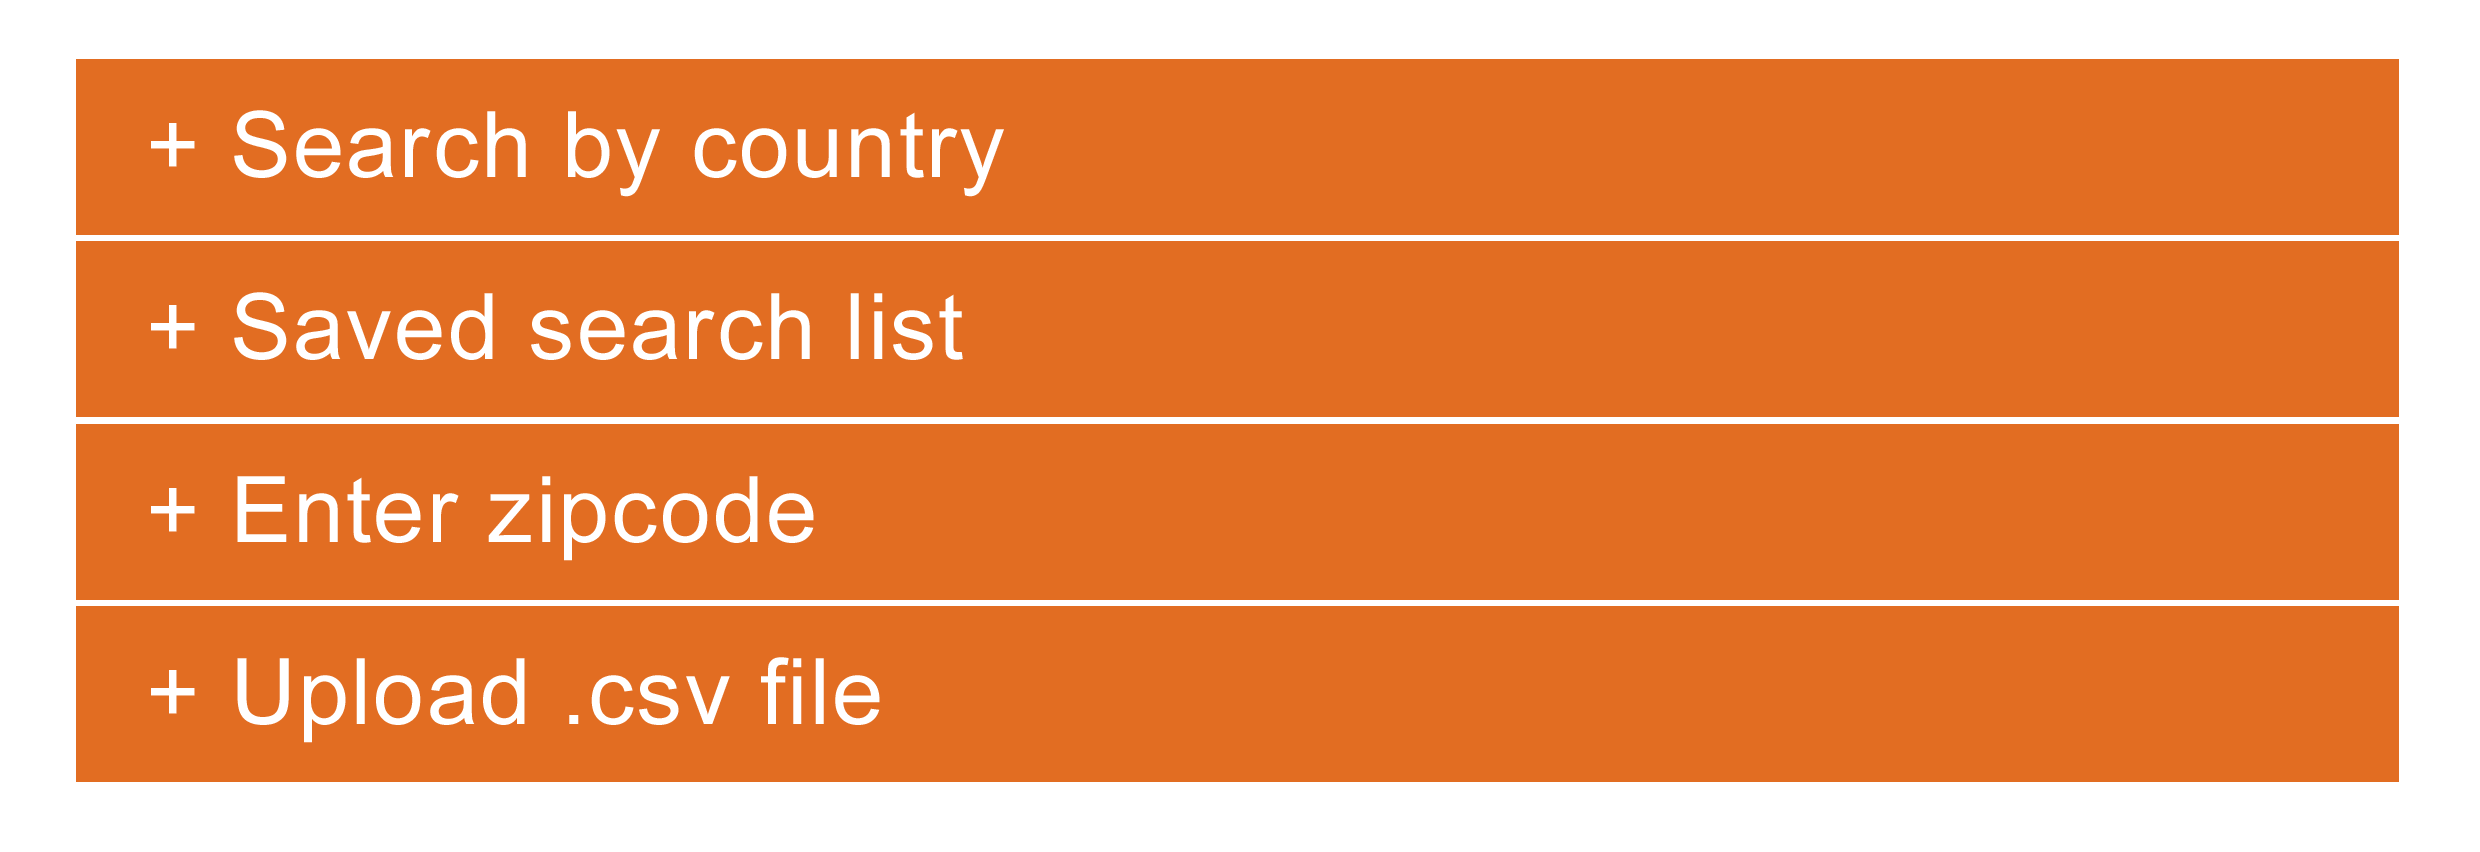 + Search by country
+ Saved search list
+ Enter zipcode
+ Upload .csv file